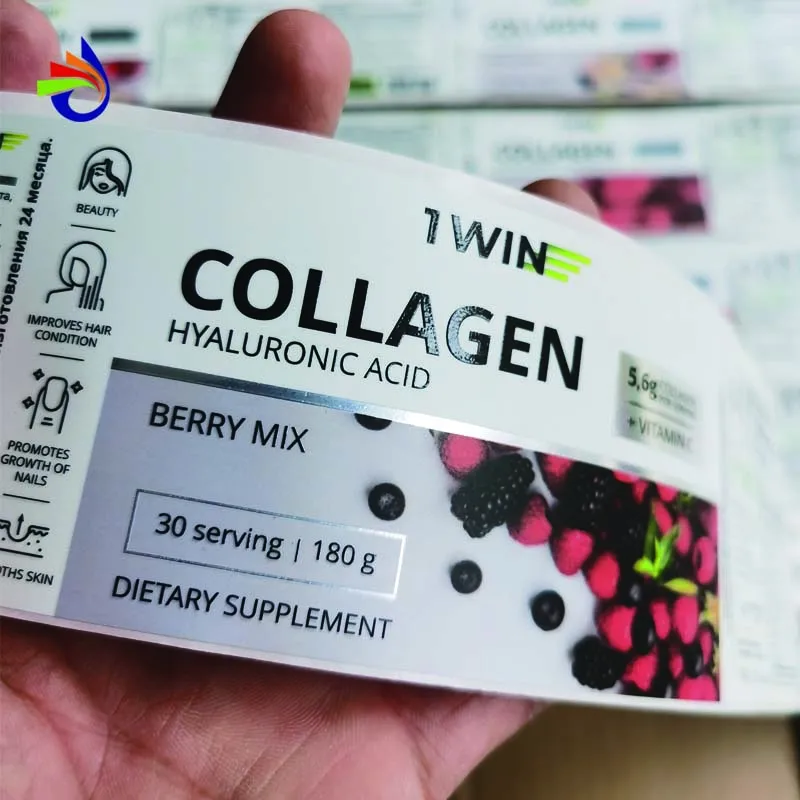 изготовления 24 месяца.
BEAUTY
IMPROVES HAIR
CONDITION
PROMOTES
GROWTH OF
NAILS
SKIN
1WIN
COLLAGEN
HYALURONIC ACID
5,6g
+ VITAMIN C
BERRY MIX
30 serving | 180 g
DIETARY SUPPLEMENT
COLLAGEN
COLLAGEN